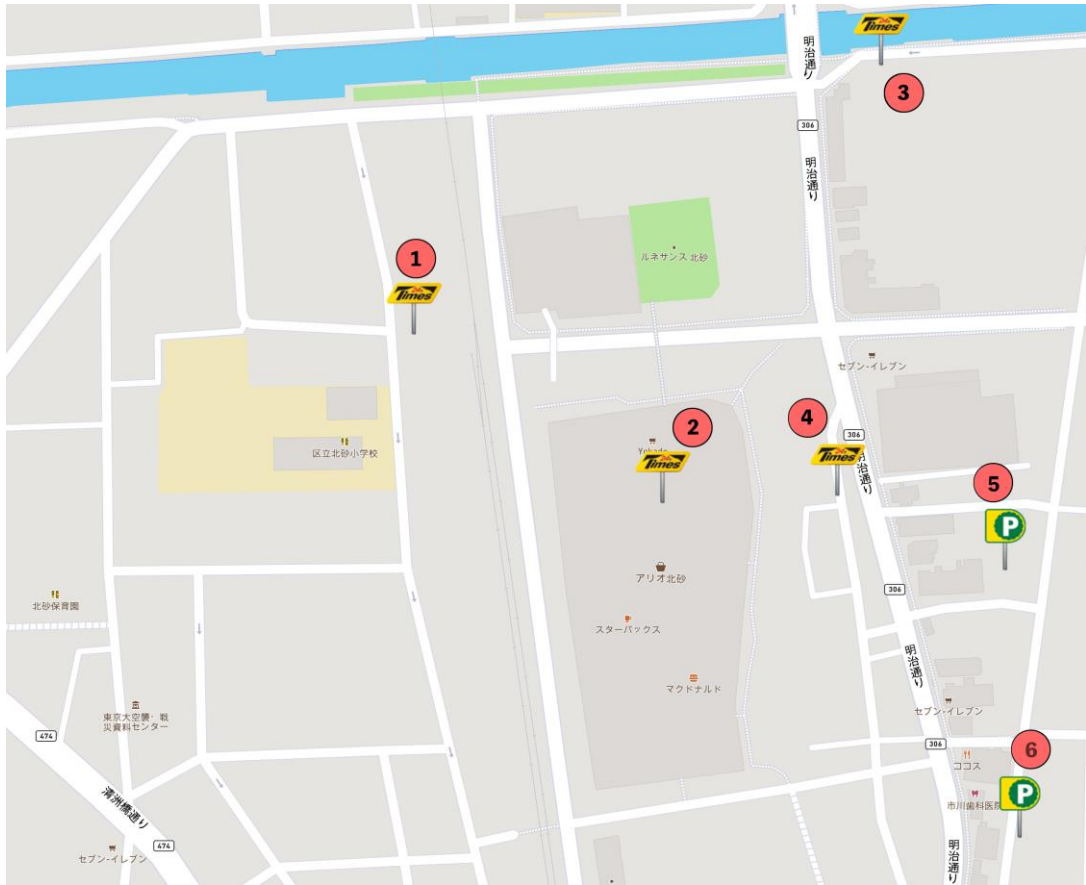 Times
明治通り
3
306
明治通り
1
Times
ルネサンス 北砂
セブン-イレブン
4
306
Times
明治通り
2
Times
区立北砂小学校
5
P
アリオ北砂
306
北砂保育園
スターバックス
明治通り
マクドナルド
セブン-イレブン
東京大空襲・戦
災資料センター
474
306
6
ココス
P
市川歯科医院
清洲橋通り
474
セブン-イレブン
明治通り